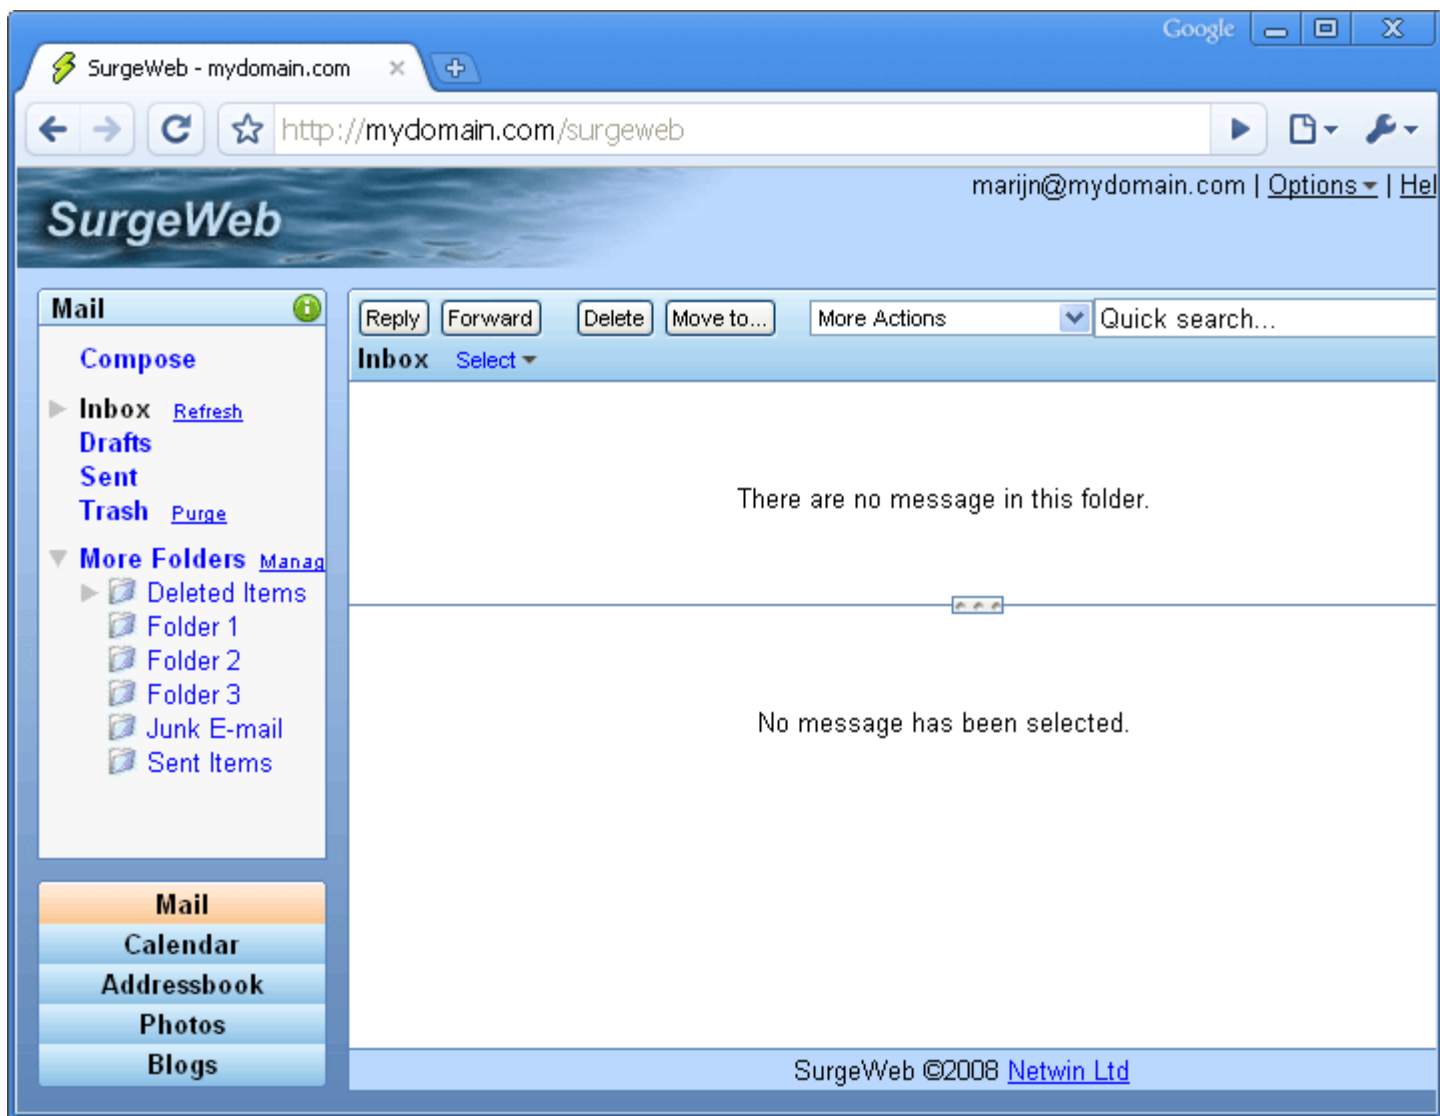 Google
SurgeWeb - mydomain.com
http://mydomain.com/surgeweb
marijn@mydomain.com | Options | Hel
SurgeWeb
Mail
Reply Forward Delete Move to... More Actions Quick search...
Inbox Select
Compose
Inbox Refresh
Drafts
Sent
Trash Purge
More Folders Manag
Deleted Items
Folder 1
Folder 2
Folder 3
Junk E-mail
Sent Items
There are no message in this folder.
No message has been selected.
Mail
Calendar
Addressbook
Photos
Blogs
SurgeWeb ©2008 Netwin Ltd